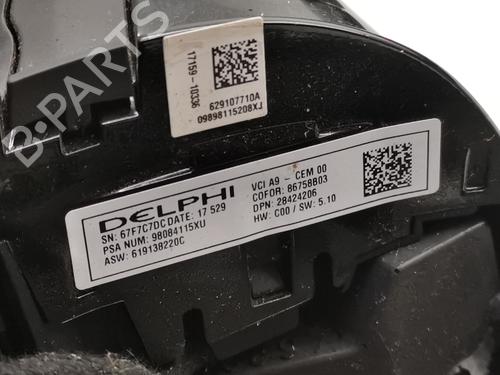 17159-10336
629107710A
09898115208XJ
DELPHI
SN: 67F7C7DC DATE: 17 529
PSA NUM: 98084115XU
ASW: 619138220C
VCI A9 - CEM 00
COFOR: 86758B03
DPN: 28424206
HW: C00 / SW: 5.10
B-PARTS